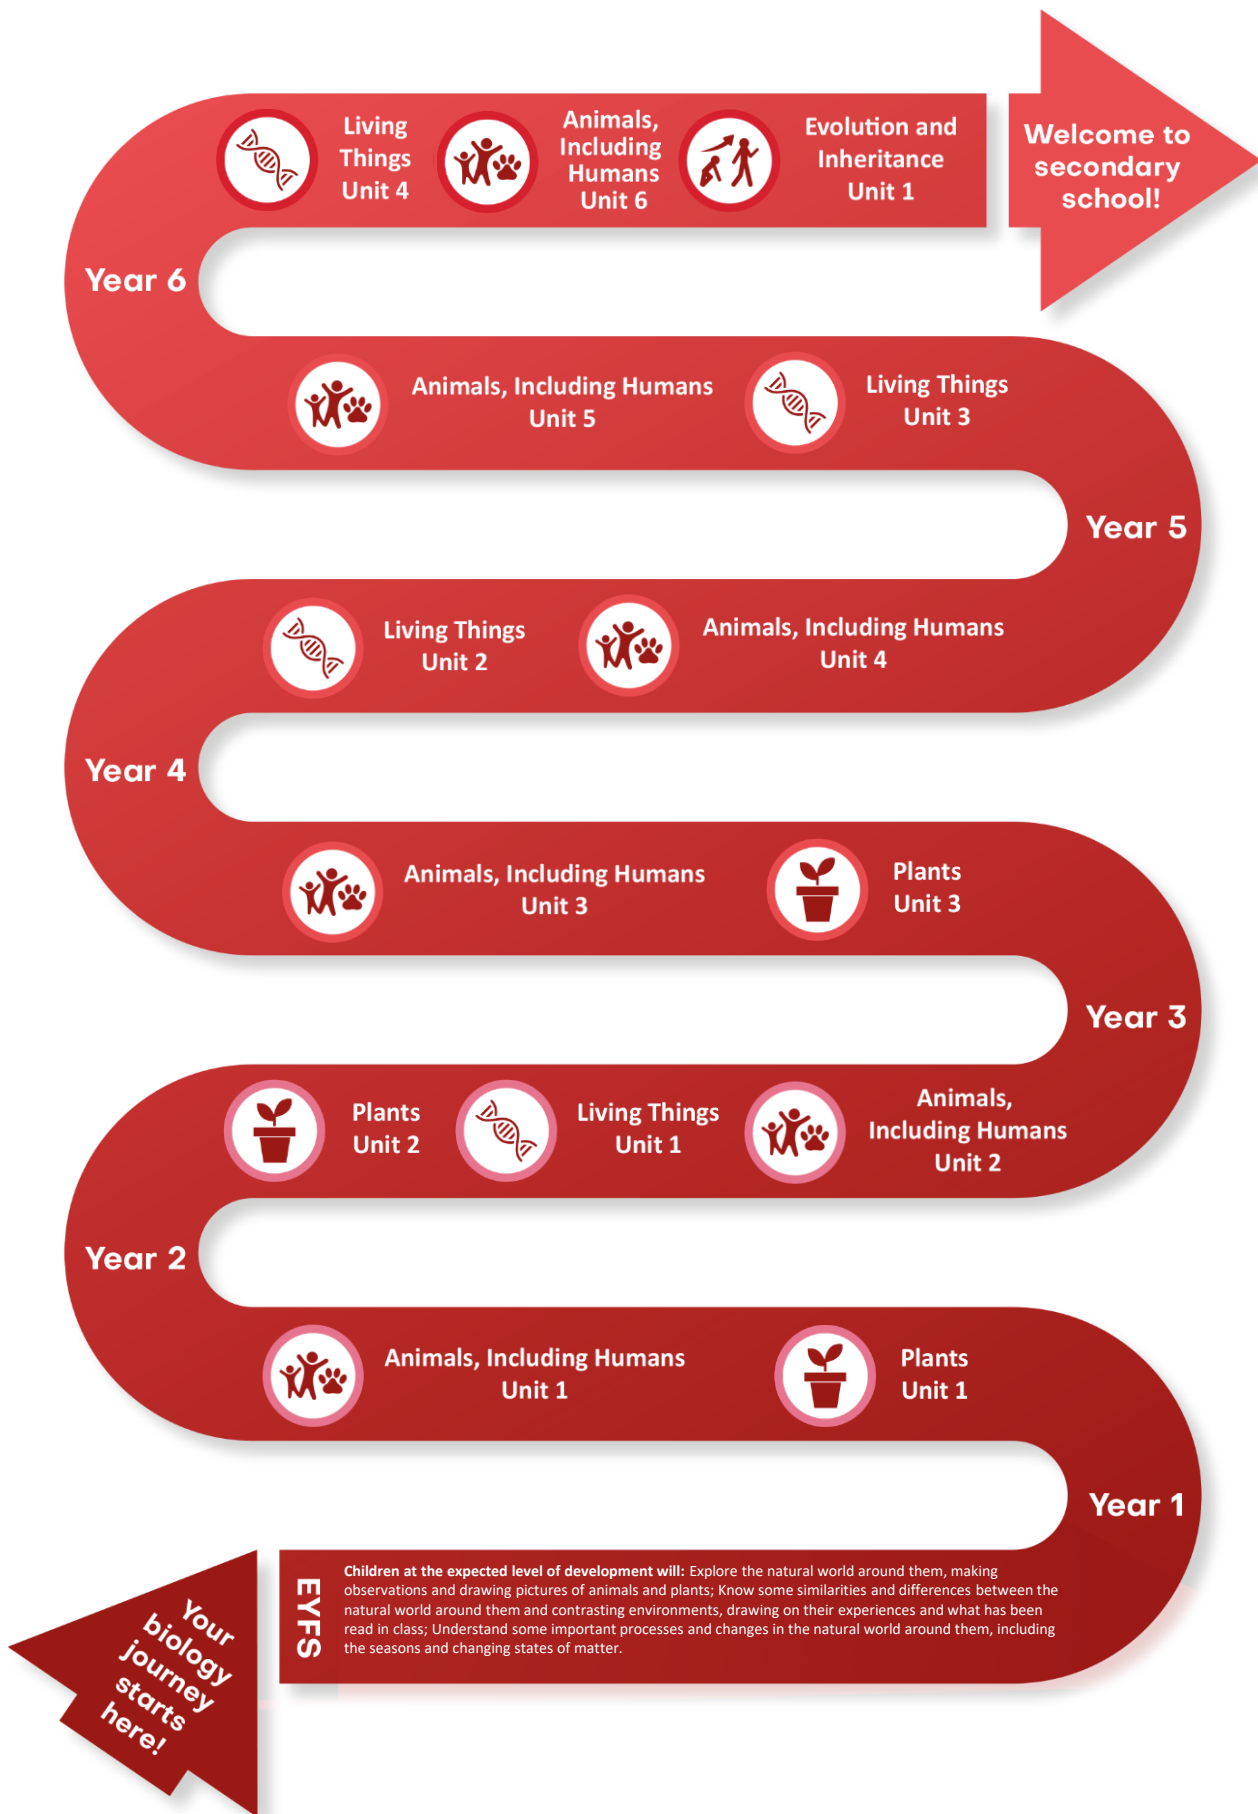 Living
Things
Unit 4
Animals,
Including
Humans
Unit 6
Evolution and
Inheritance
Unit 1
Welcome to
secondary
school!
Year 6
Animals, Including Humans
Unit 5
Living Things
Unit 3
Year 5
Living Things
Unit 2
Animals, Including Humans
Unit 4
Year 4
Animals, Including Humans
Unit 3
Plants
Unit 3
Year 3
Plants
Unit 2
Living Things
Unit 1
Animals,
Including Humans
Unit 2
Year 2
Animals, Including Humans
Unit 1
Plants
Unit 1
Year 1
Your
biology
journey
starts
here!
EYFS
Children at the expected level of development will: Explore the natural world around them, making
observations and drawing pictures of animals and plants; Know some similarities and differences between the
natural world around them and contrasting environments, drawing on their experiences and what has been
read in class; Understand some important processes and changes in the natural world around them, including
the seasons and changing states of matter.